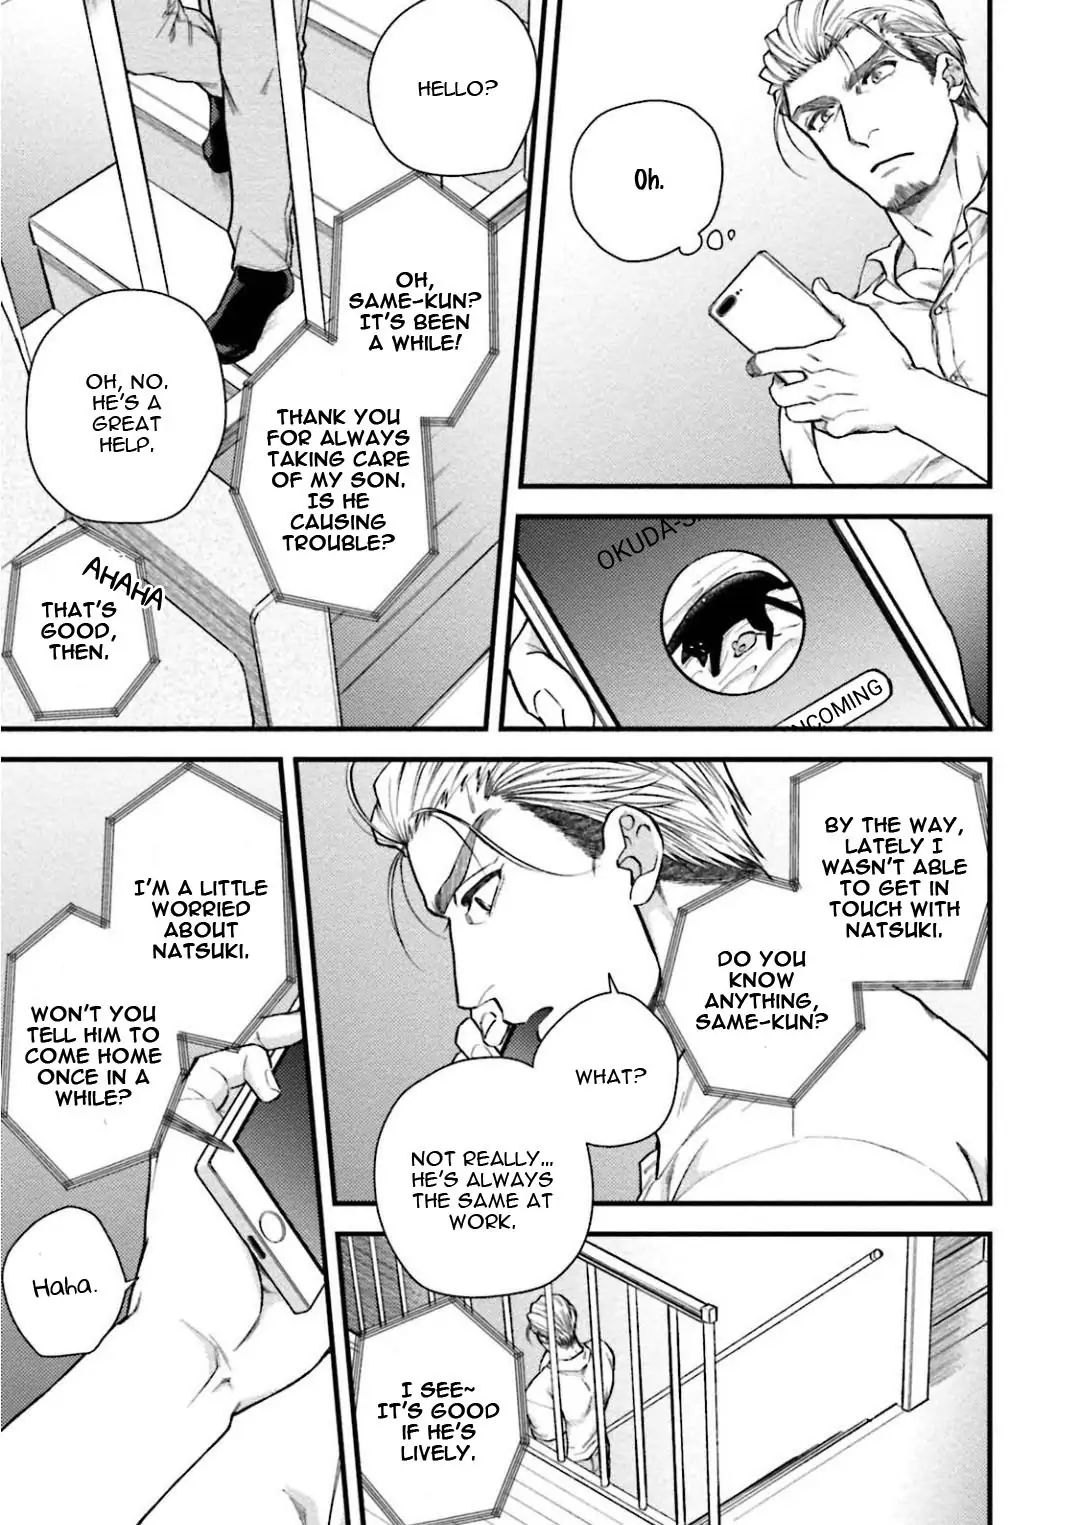 Oh.
OKUDA-S
INCOMING
HELLO?
OH,
SAME-KUN?
IT'S BEEN
A WHILE!
THANK YOU
FOR ALWAYS
TAKING CARE
OF MY SON.
IS HE
CAUSING
TROUBLE?
OH, NO.
HE'S A
GREAT
HELP.
AHAHA
THAT'S
GOOD,
THEN.
BY THE WAY,
LATELY I
WASN'T ABLE
TO GET IN
TOUCH WITH
NATSUKI.
DO YOU
KNOW
ANYTHING,
SAME-KUN?
WHAT?
NOT REALLY...
HE'S ALWAYS
THE SAME AT
WORK.
I SEE~
IT'S GOOD
IF HE'S
LIVELY.
I'M A LITTLE
WORRIED
ABOUT
NATSUKI.
WON'T YOU
TELL HIM TO
COME HOME
ONCE IN A
WHILE?
Haha.